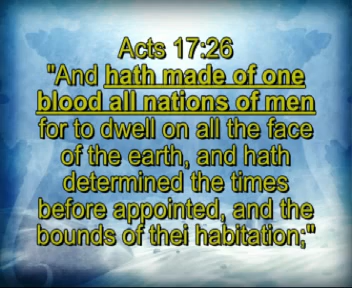 Acts 17:26
"And hath made of one
blood all nations of men
for to dwell on all the face
of the earth, and hath
determined the times
before appointed, and the
bounds of thei habitation;"